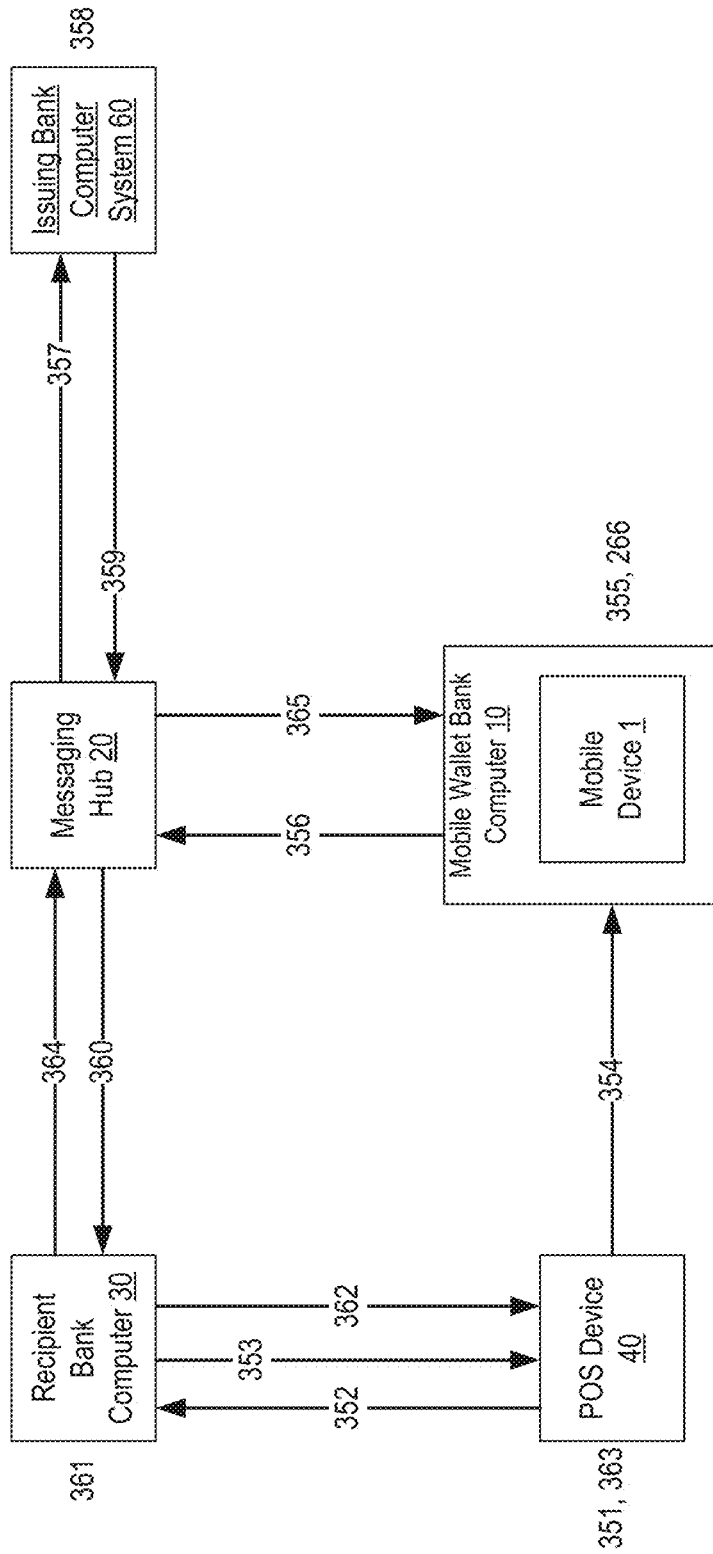 361
Recipient
Bank
Computer 30
364
360
Messaging
Hub 20
357
359
Issuing Bank
Computer
System 60
358
352
353
362
356
365
351, 363
POS Device
40
354
Mobile Wallet Bank
Computer 10
Mobile
Device 1
355, 266